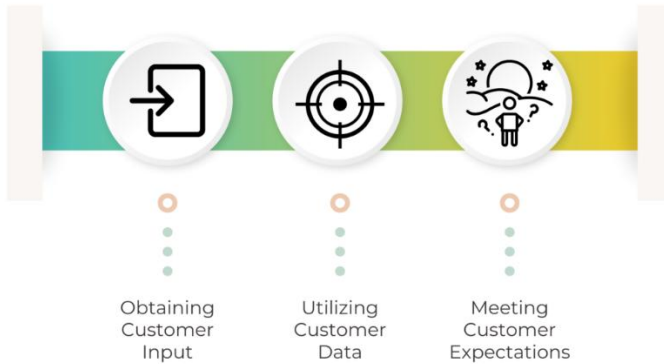 Obtaining
Customer
Input
Utilizing
Customer
Data
Meeting
Customer
Expectations